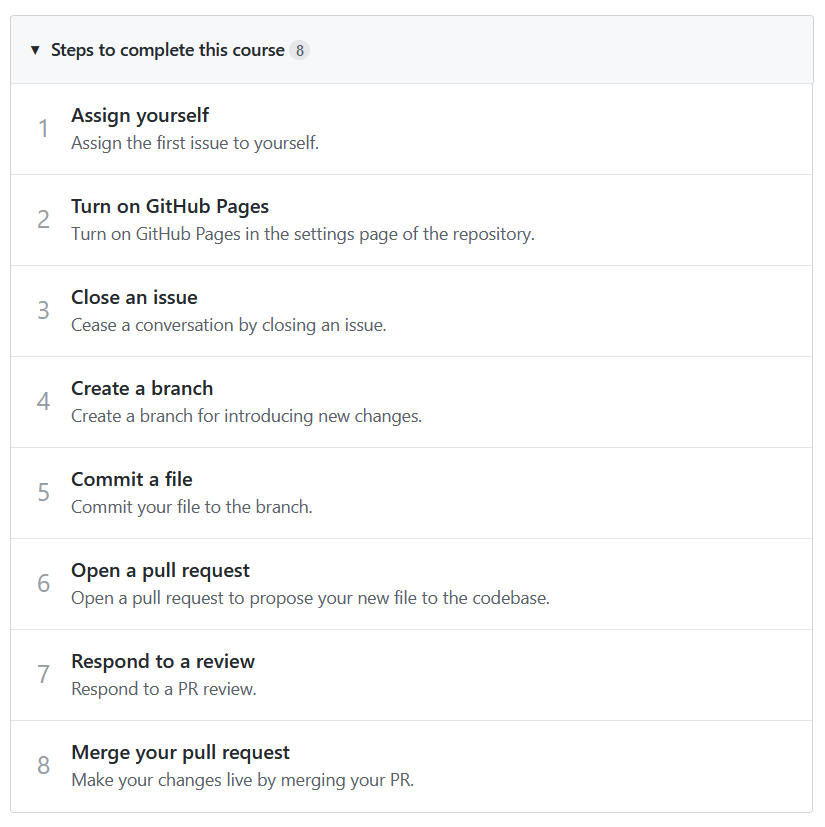 ▼ Steps to complete this course 8
1
Assign yourself
Assign the first issue to yourself.
2
Turn on GitHub Pages
Turn on GitHub Pages in the settings page of the repository.
3
Close an issue
Cease a conversation by closing an issue.
4
Create a branch
Create a branch for introducing new changes.
5
Commit a file
Commit your file to the branch.
6
Open a pull request
Open a pull request to propose your new file to the codebase.
7
Respond to a review
Respond to a PR review.
8
Merge your pull request
Make your changes live by merging your PR.